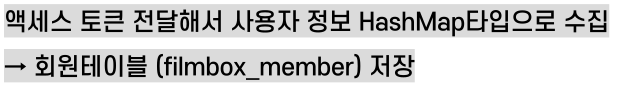 액세스 토큰 전달해서 사용자 정보 HashMap타입으로 수집
→ 회원테이블 (filmbox_member) 저장